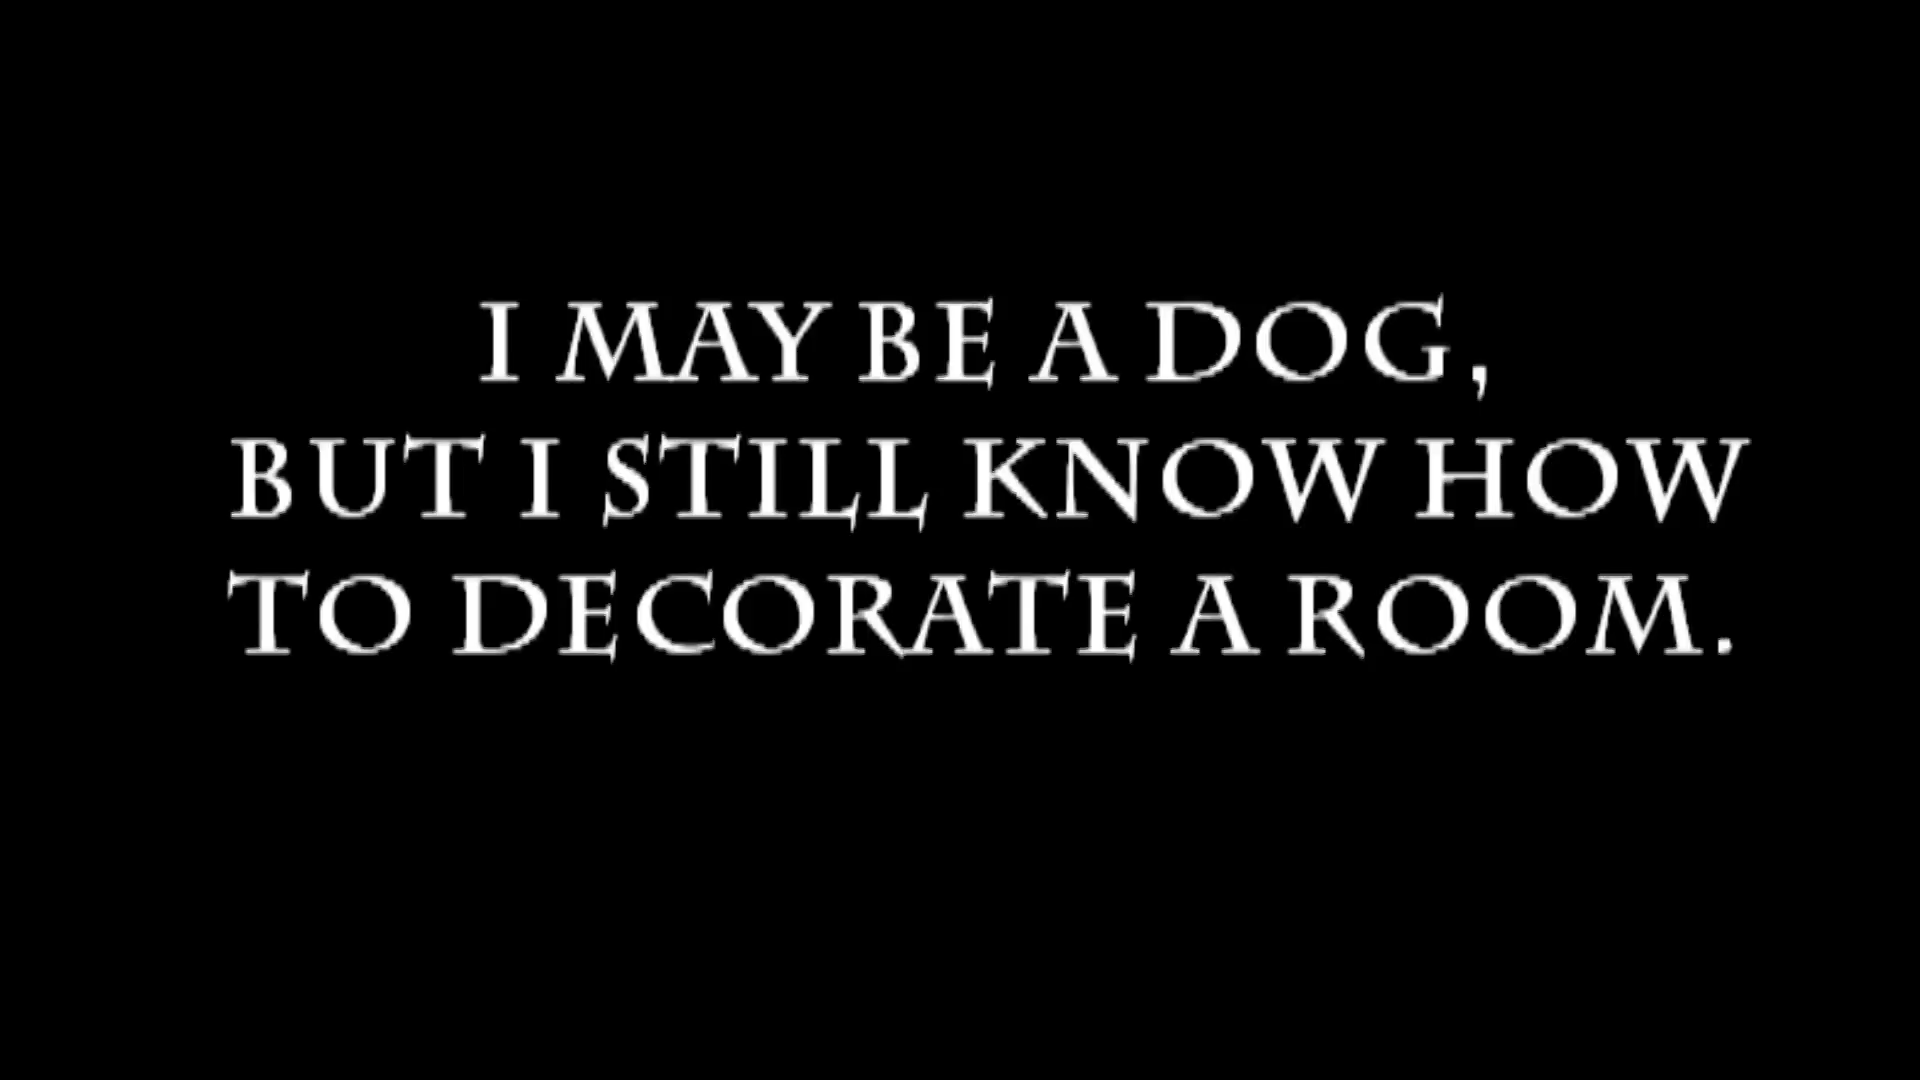 I MAY BE A DOG,
BUT I STILL KNOW HOW
TO DECORATE A ROOM.